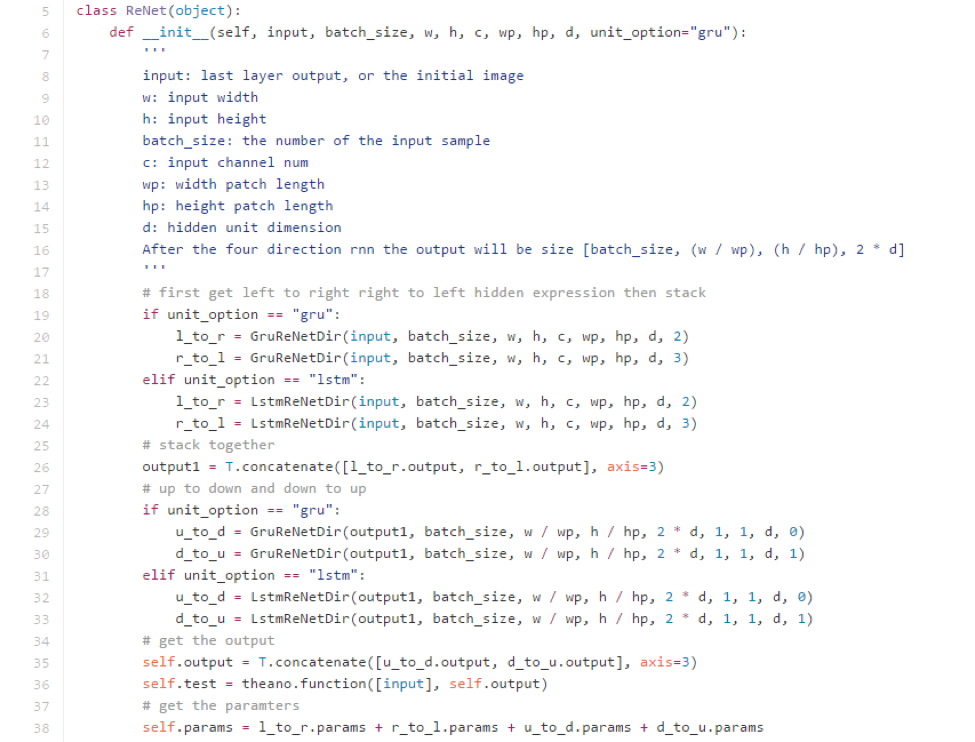 5 class ReNet(object):
6     def __init__(self, input, batch_size, w, h, c, wp, hp, d, unit_option="gru"):
7         '''
8         input: last layer output, or the initial image
9         w: input width
10         h: input height
11         batch_size: the number of the input sample
12         c: input channel num
13         wp: width patch length
14         hp: height patch length
15         d: hidden unit dimension
16         After the four direction rnn the output will be size [batch_size, (w / wp), (h / hp), 2 * d]
17         '''
18         # first get left to right right to left hidden expression then stack
19         if unit_option == "gru":
20             l_to_r = GruReNetDir(input, batch_size, w, h, c, wp, hp, d, 2)
21             r_to_l = GruReNetDir(input, batch_size, w, h, c, wp, hp, d, 3)
22         elif unit_option == "lstm":
23             l_to_r = LstmReNetDir(input, batch_size, w, h, c, wp, hp, d, 2)
24             r_to_l = LstmReNetDir(input, batch_size, w, h, c, wp, hp, d, 3)
25         # stack together
26         output1 = T.concatenate([l_to_r.output, r_to_l.output], axis=3)
27         # up to down and down to up
28         if unit_option == "gru":
29             u_to_d = GruReNetDir(output1, batch_size, w / wp, h / hp, 2 * d, 1, 1, d, 0)
30             d_to_u = GruReNetDir(output1, batch_size, w / wp, h / hp, 2 * d, 1, 1, d, 1)
31         elif unit_option == "lstm":
32             u_to_d = LstmReNetDir(output1, batch_size, w / wp, h / hp, 2 * d, 1, 1, d, 0)
33             d_to_u = LstmReNetDir(output1, batch_size, w / wp, h / hp, 2 * d, 1, 1, d, 1)
34         # get the output
35         self.output = T.concatenate([u_to_d.output, d_to_u.output], axis=3)
36         self.test = theano.function([input], self.output)
37         # get the paramters
38         self.params = l_to_r.params + r_to_l.params + u_to_d.params + d_to_u.params